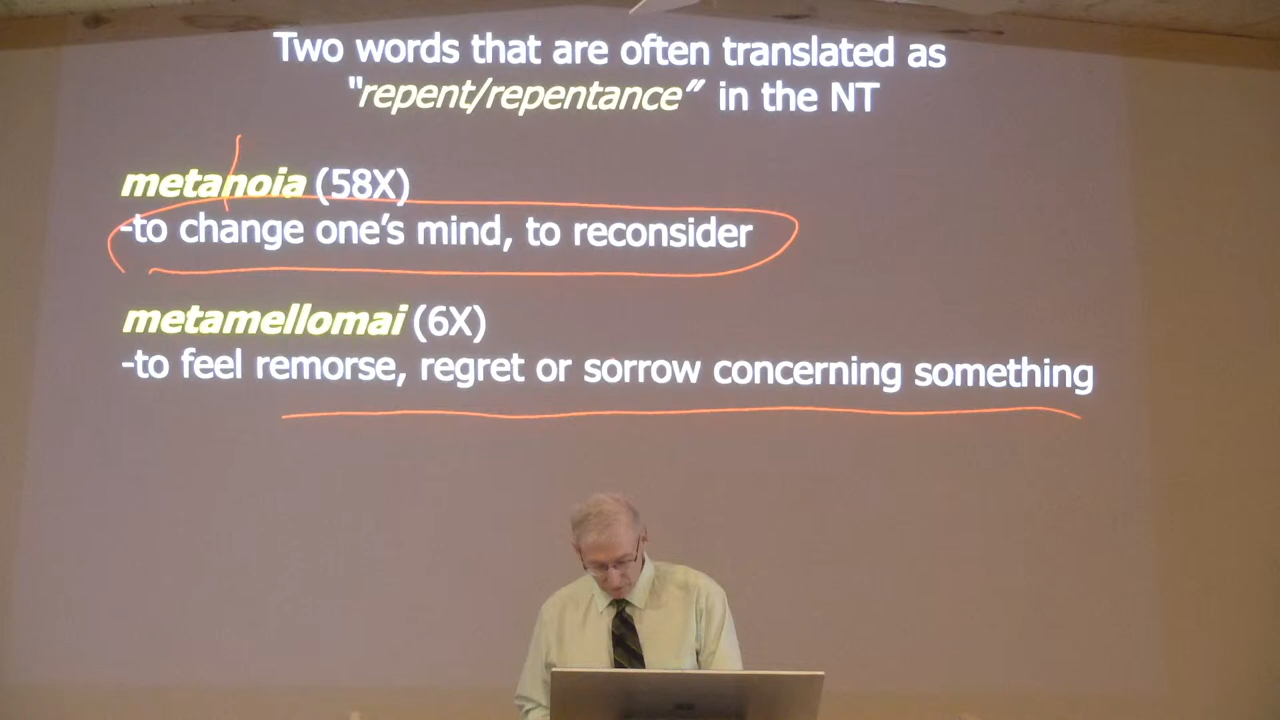 Two words that are often translated as
"repent/repentance" in the NT
metanoia (58X)
-to change one's mind, to reconsider
metamellomai (6X)
-to feel remorse, regret or sorrow concerning something